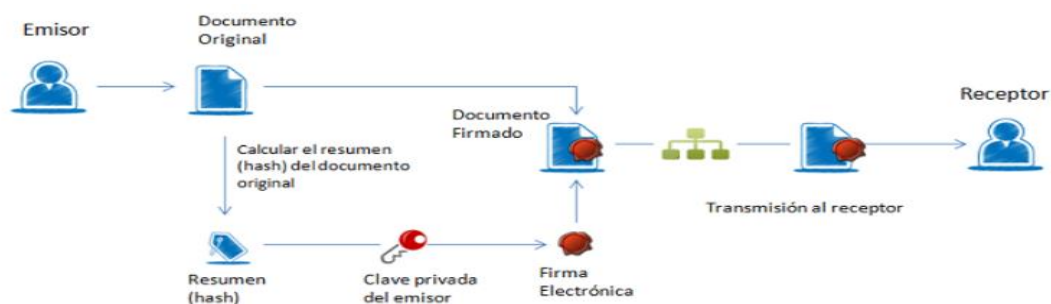 Emisor
Documento
Original
Receptor
Documento
Firmado
Calcular el resumen
(hash) del documento
original
Transmisión al receptor
Resumen
(hash)
Clave privada
del emisor
Firma
Electrónica